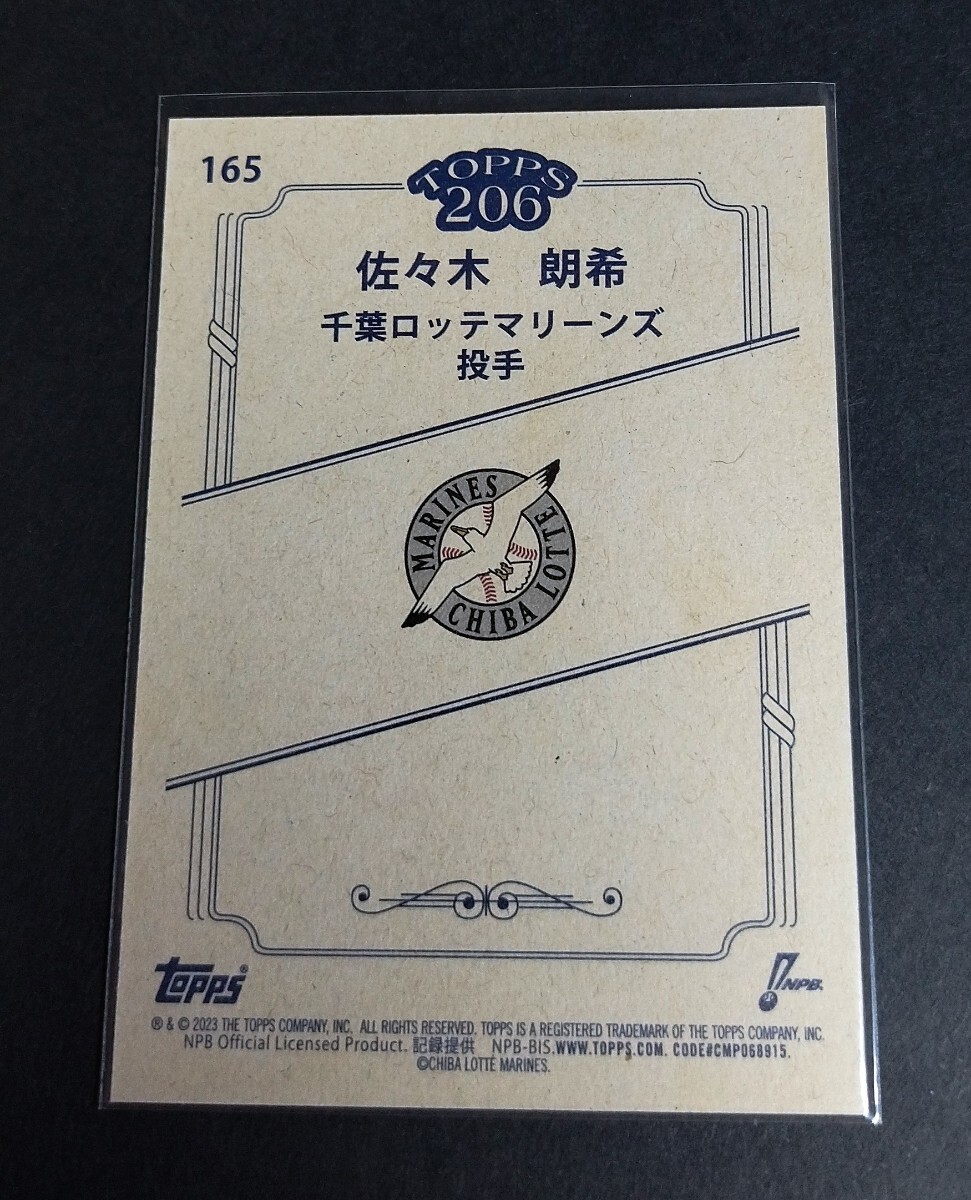 165
TOPPS
206
佐々木　朗希
千葉ロッテマリーンズ
投手
MARINES
CHIBA LOTTE
topps®
NPB®
® & © 2023 THE TOPPS COMPANY, INC. ALL RIGHTS RESERVED. TOPPS IS A REGISTERED TRADEMARK OF THE TOPPS COMPANY, INC.
NPB Official Licensed Product. 記録提供 NPB-BIS.WWW.TOPPS.COM. CODE#CMP068915.
©CHIBA LOTTE MARINES.